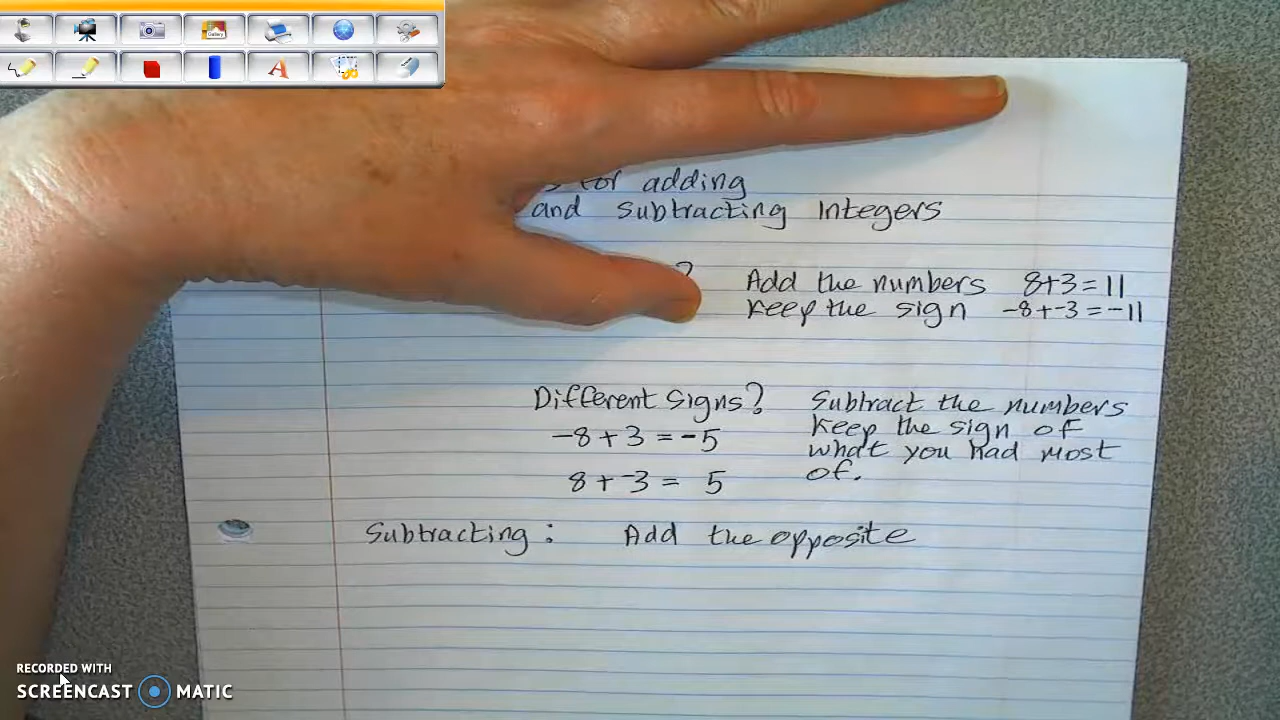 Gallery
for adding
and Subtracting Integers
?
Add the numbers 8+3=11
Keep the sign -8+-3=-11
Different Signs? Subtract the numbers
-8+3=-5 Keep the sign of
what you had most
8+-3= 5 of.
Subtracting: Add the opposite
RECORDED WITH
SCREENCAST MATIC